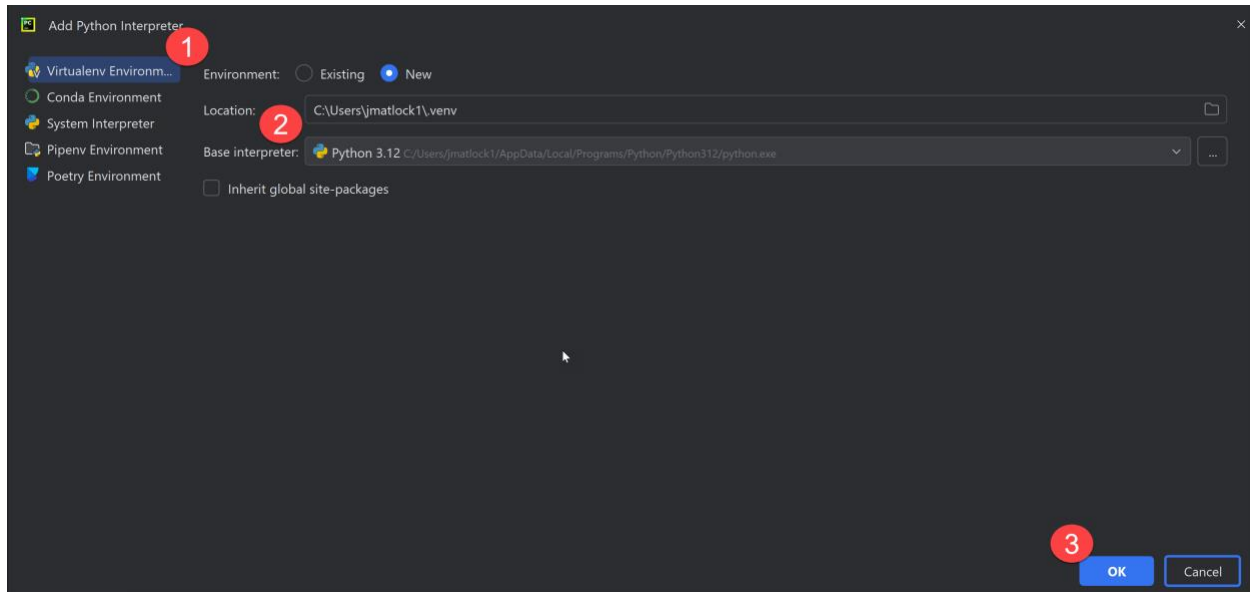 PC Add Python Interpreter
1
Virtualenv Environm...
Environment: Existing New
Conda Environment
Location: C:\Users\jmatlock1\.venv
2
System Interpreter
Pipenv Environment
Base interpreter: Python 3.12 C:/Users/jmatlock1/AppData/Local/Programs/Python/Python312/python.exe ...
Poetry Environment
Inherit global site-packages
3
OK Cancel